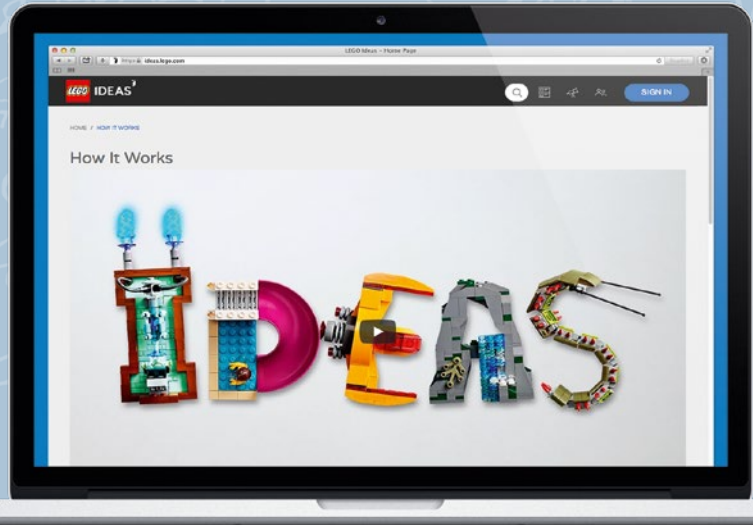 LEGO Ideas - Home Page
https ideas.lego.com
LEGO IDEAS
SIGN IN
HOME / HOW IT WORKS
How It Works
IDEAS